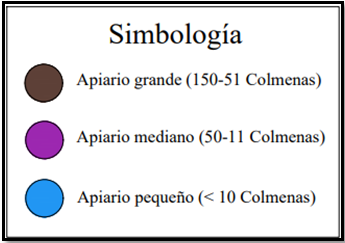 Simbología
Apiario grande (150-51 Colmenas)
Apiario mediano (50-11 Colmenas)
Apiario pequeño (< 10 Colmenas)